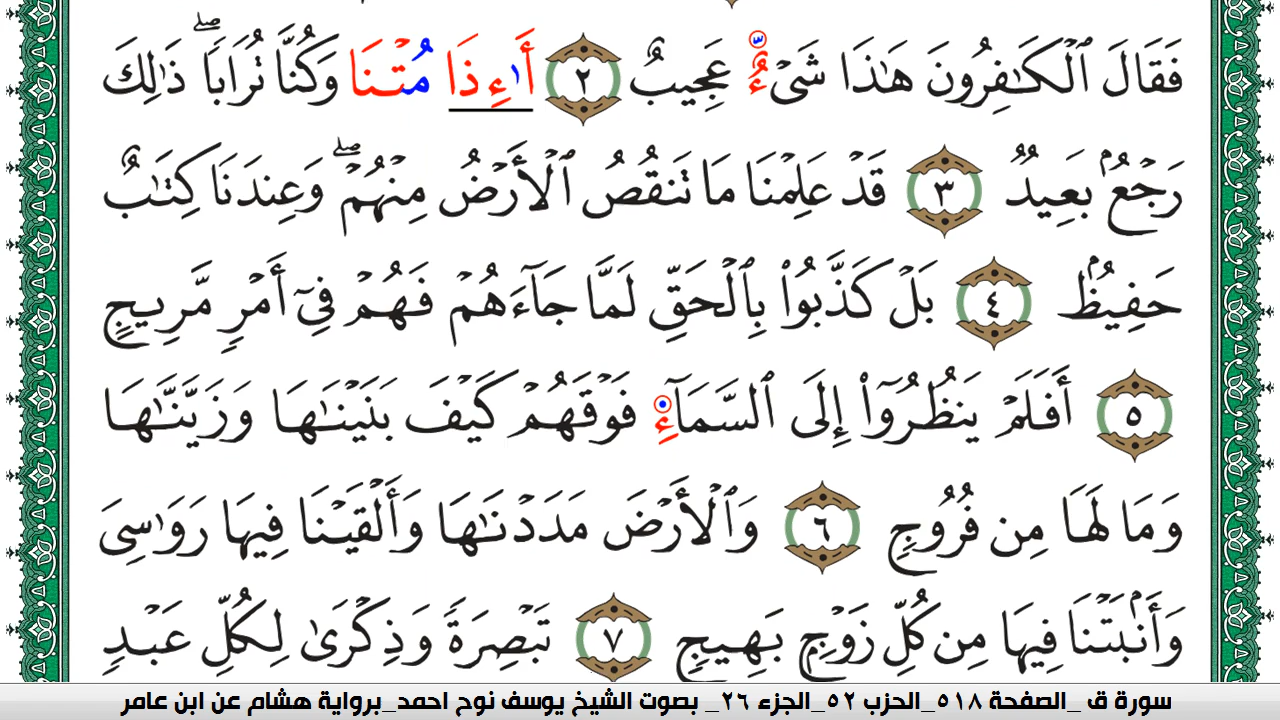 فَقَالَ ٱلْكَٰفِرُونَ هَٰذَا شَىْءٌ عَجِيبٌ ٢ أَٰءِذَا مُتْنَا وَكُنَّا تُرَابًا ۖ ذَٰلِكَ
رَجْعٌۢ بَعِيدٌ ٣ قَدْ عَلِمْنَا مَا تَنقُصُ ٱلْأَرْضُ مِنْهُمْ ۖ وَعِندَنَا كِتَٰبٌ
حَفِيظٌۢ ٤ بَلْ كَذَّبُوا۟ بِٱلْحَقِّ لَمَّا جَآءَهُمْ فَهُمْ فِىٓ أَمْرٍ مَّرِيجٍ
٥ أَفَلَمْ يَنظُرُوٓا۟ إِلَى ٱلسَّمَآءِ فَوْقَهُمْ كَيْفَ بَنَيْنَٰهَا وَزَيَّنَّٰهَا
وَمَا لَهَا مِن فُرُوجٍ ٦ وَٱلْأَرْضَ مَدَدْنَٰهَا وَأَلْقَيْنَا فِيهَا رَوَٰسِىَ
وَأَنۢبَتْنَا فِيهَا مِن كُلِّ زَوْجٍۭ بَهِيجٍ ٧ تَبْصِرَةً وَذِكْرَىٰ لِكُلِّ عَبْدٍ
سورة ق _الصفحة ٥١٨_الحزب ٥٢_الجزء ٢٦_ بصوت الشيخ يوسف نوح احمد_برواية هشام عن ابن عامر